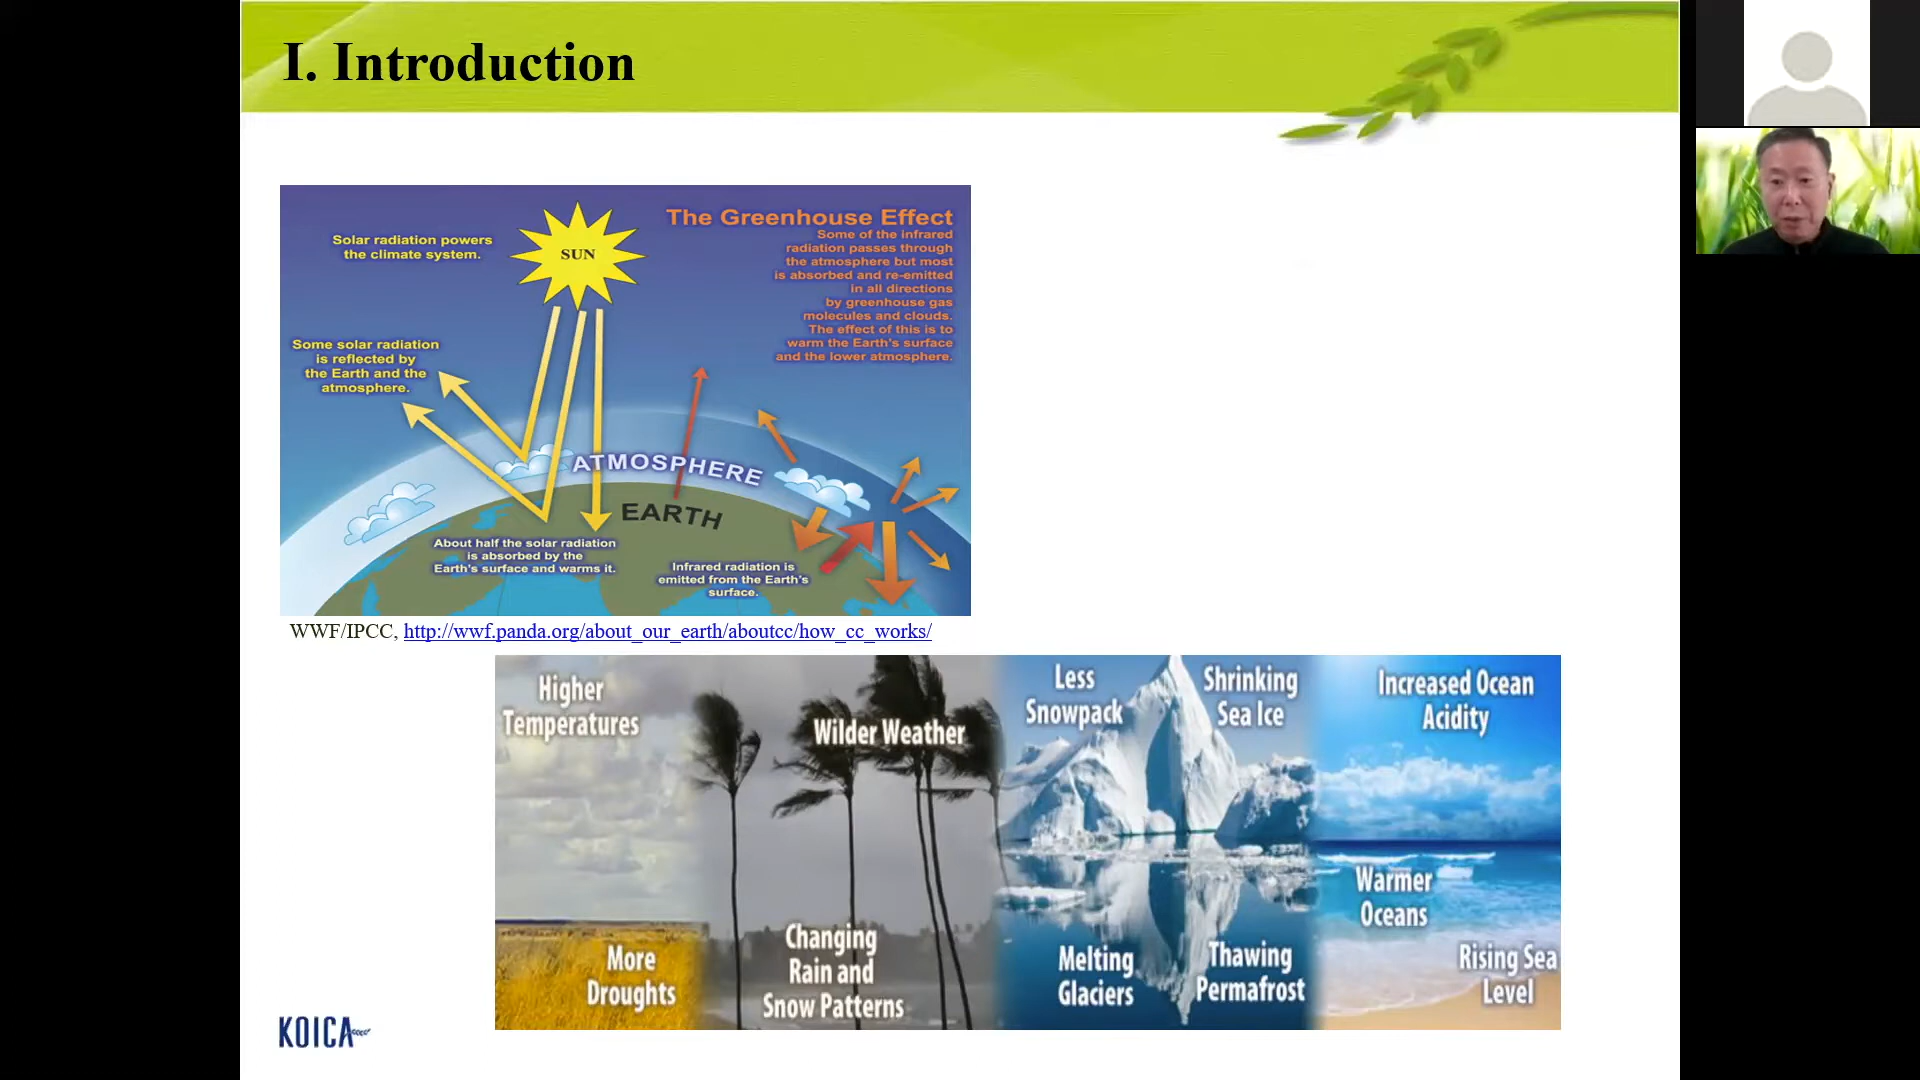 I. Introduction
Solar radiation powers
the climate system.
SUN
The Greenhouse Effect
Some of the infrared
radiation passes through
the atmosphere but most
is absorbed and re-emitted
in all directions
by greenhouse gas
molecules and clouds.
The effect of this is to
warm the Earth's surface
and the lower atmosphere.
Some solar radiation
is reflected by
the Earth and the
atmosphere.
ATMOSPHERE
EARTH
About half the solar radiation
is absorbed by the
Earth's surface and warms it.
Infrared radiation is
emitted from the Earth's
surface.
WWF/IPCC, http://wwf.panda.org/about_our_earth/aboutcc/how_cc_works/
Higher
Temperatures
Wilder Weather
Less
Snowpack
Shrinking
Sea Ice
Increased Ocean
Acidity
More
Droughts
Changing
Rain and
Snow Patterns
Melting
Glaciers
Thawing
Permafrost
Warmer
Oceans
Rising Sea
Level
KOICA